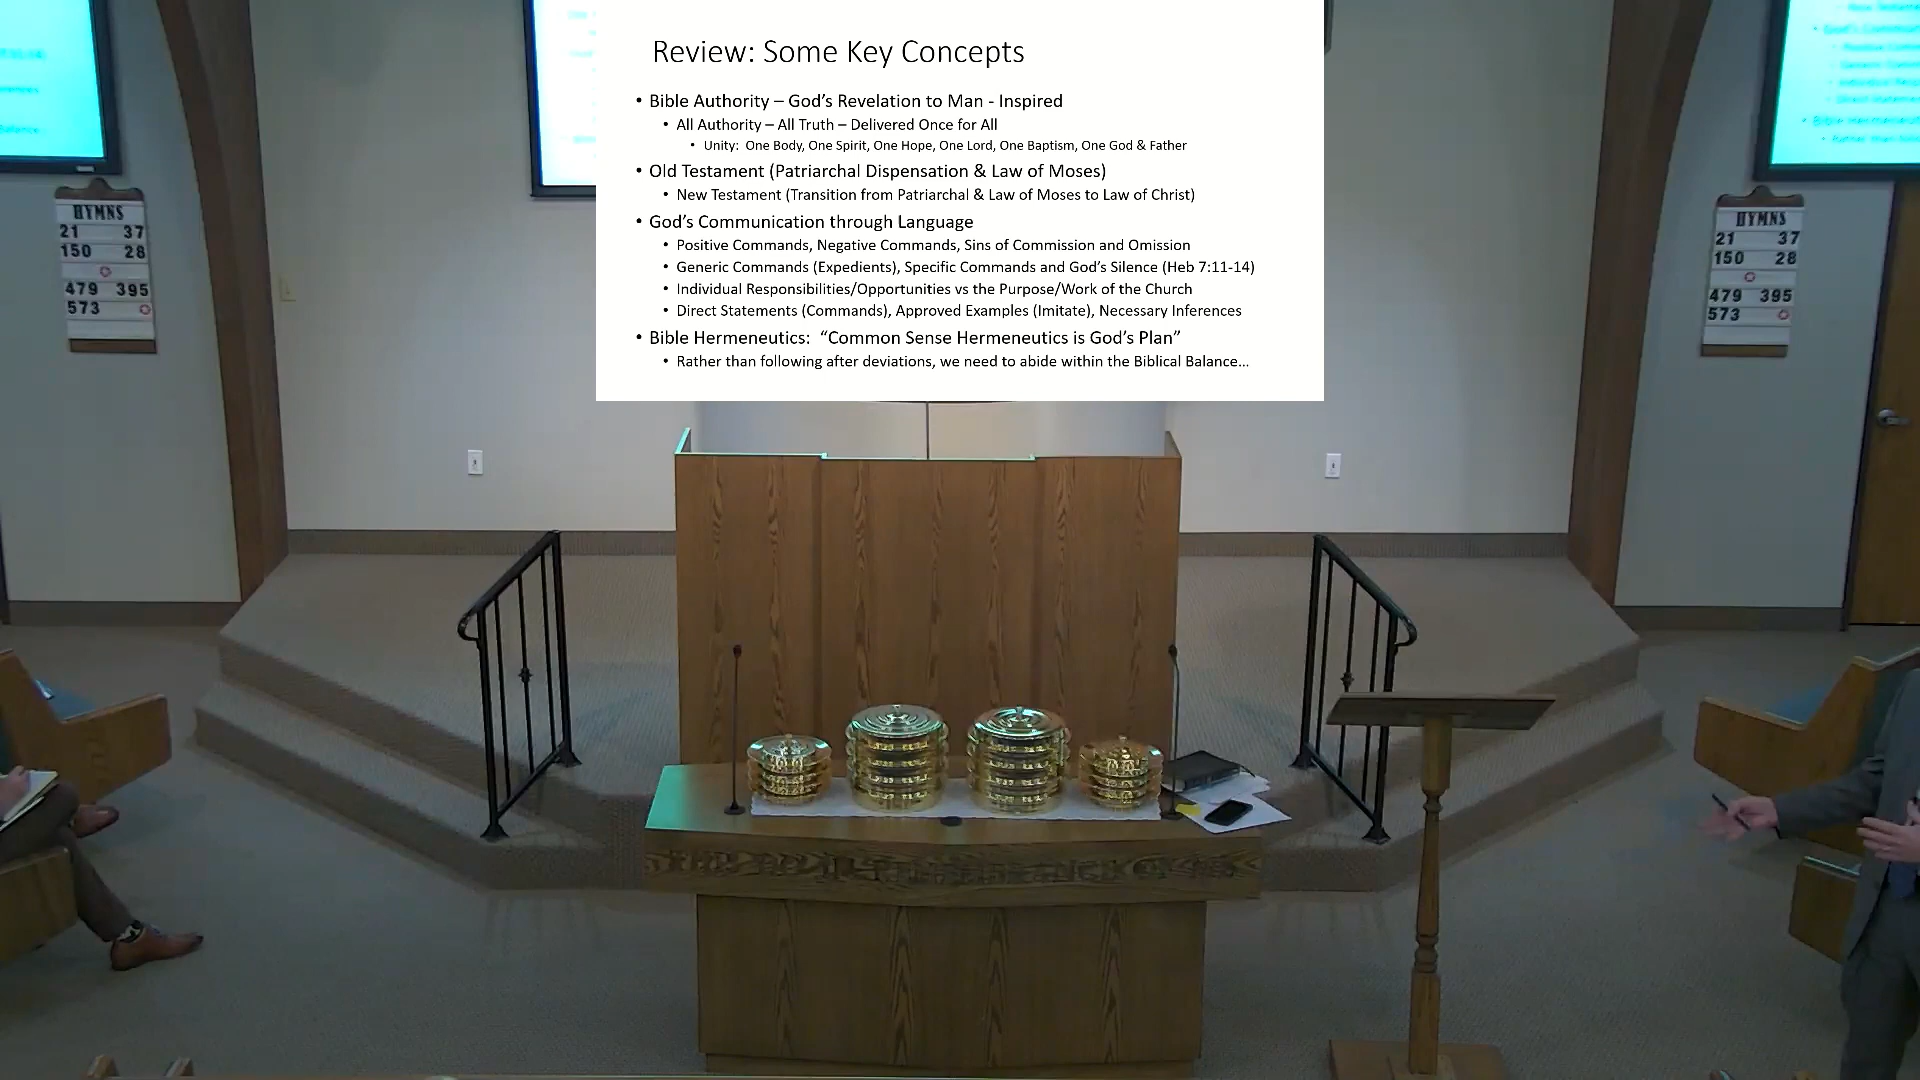 Review: Some Key Concepts
• Bible Authority – God's Revelation to Man - Inspired
• All Authority – All Truth – Delivered Once for All
• Unity: One Body, One Spirit, One Hope, One Lord, One Baptism, One God & Father
• Old Testament (Patriarchal Dispensation & Law of Moses)
• New Testament (Transition from Patriarchal & Law of Moses to Law of Christ)
• God's Communication through Language
• Positive Commands, Negative Commands, Sins of Commission and Omission
• Generic Commands (Expedients), Specific Commands and God's Silence (Heb 7:11-14)
• Individual Responsibilities/Opportunities vs the Purpose/Work of the Church
• Direct Statements (Commands), Approved Examples (Imitate), Necessary Inferences
• Bible Hermeneutics: “Common Sense Hermeneutics is God's Plan”
• Rather than following after deviations, we need to abide within the Biblical Balance...
HYMNS
21 37
150 28
479 395
573
HYMNS
21 37
150 28
479 395
573